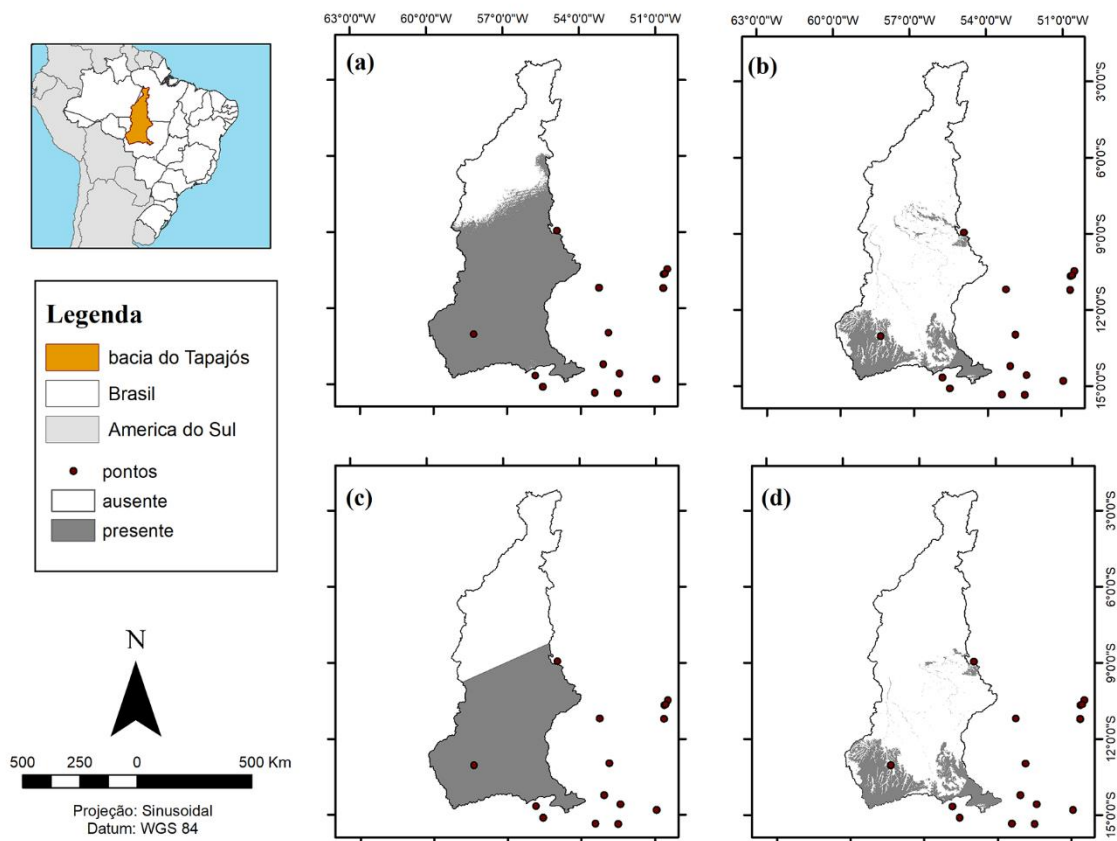 63°0'0"W 60°0'0"W 57°0'0"W 54°0'0"W 51°0'0"W
63°0'0"W 60°0'0"W 57°0'0"W 54°0'0"W 51°0'0"W
(a)
(b)
3°0'0"S
6°0'0"S
9°0'0"S
12°0'0"S
15°0'0"S
Legenda
bacia do Tapajós
Brasil
America do Sul
pontos
ausente
presente
(c)
(d)
3°0'0"S
6°0'0"S
9°0'0"S
12°0'0"S
15°0'0"S
N
500 250 0 500 Km
Projeção: Sinusoidal
Datum: WGS 84